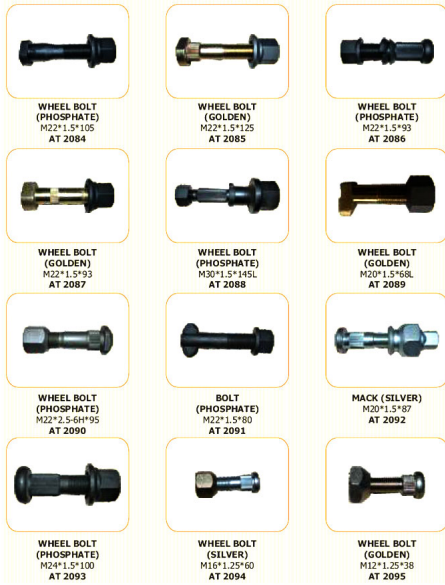 WHEEL BOLT
(PHOSPHATE)
M22*1.5*105
AT 2084
WHEEL BOLT
(GOLDEN)
M22*1.5*125
AT 2085
WHEEL BOLT
(PHOSPHATE)
M22*1.5*93
AT 2086
WHEEL BOLT
(GOLDEN)
M22*1.5*93
AT 2087
WHEEL BOLT
(PHOSPHATE)
M30*1.5*145L
AT 2088
WHEEL BOLT
(GOLDEN)
M20*1.5*68L
AT 2089
WHEEL BOLT
(PHOSPHATE)
M22*2.5-6H*95
AT 2090
BOLT
(PHOSPHATE)
M22*1.5*80
AT 2091
MACK (SILVER)
M20*1.5*87
AT 2092
WHEEL BOLT
(PHOSPHATE)
M24*1.5*100
AT 2093
WHEEL BOLT
(SILVER)
M16*1.25*60
AT 2094
WHEEL BOLT
(GOLDEN)
M12*1.25*38
AT 2095